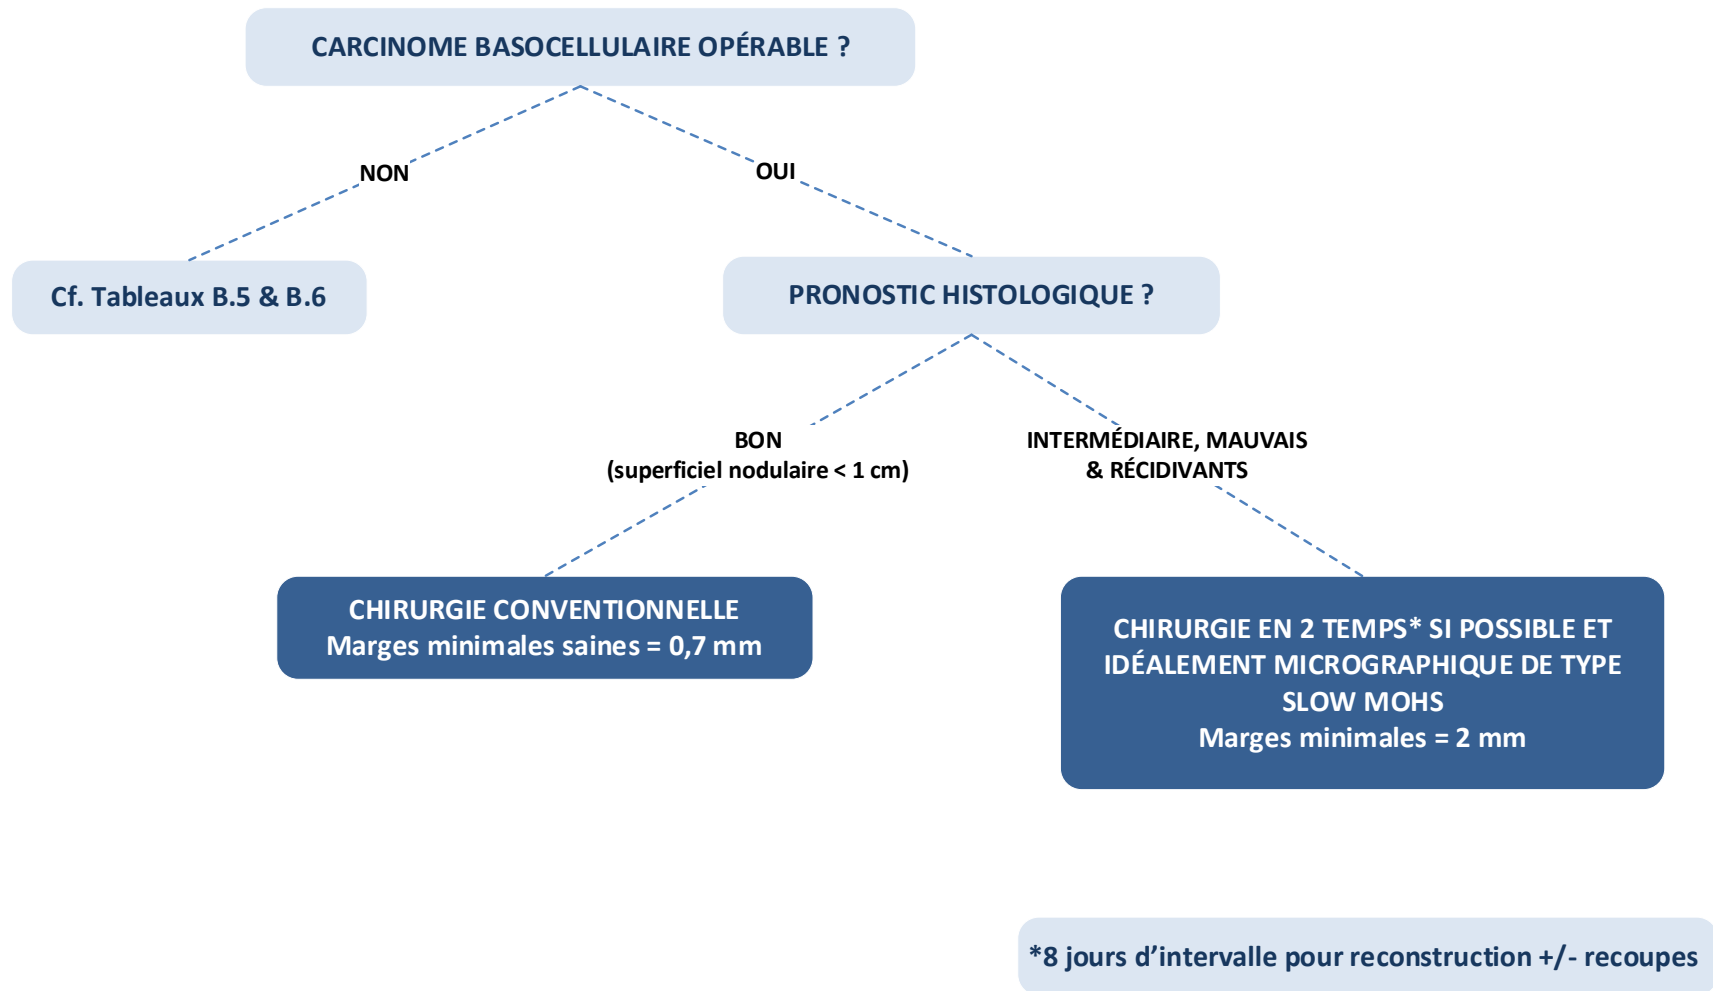 CARCINOME BASOCELLULAIRE OPÉRABLE ?
NON
OUI
Cf. Tableaux B.5 & B.6
PRONOSTIC HISTOLOGIQUE ?
BON
(superficiel nodulaire < 1 cm)
INTERMÉDIAIRE, MAUVAIS
& RÉCIDIVANTS
CHIRURGIE CONVENTIONNELLE
Marges minimales saines = 0,7 mm
CHIRURGIE EN 2 TEMPS* SI POSSIBLE ET
IDÉALEMENT MICROGRAPHIQUE DE TYPE
SLOW MOHS
Marges minimales = 2 mm
*8 jours d’intervalle pour reconstruction +/- recoupes